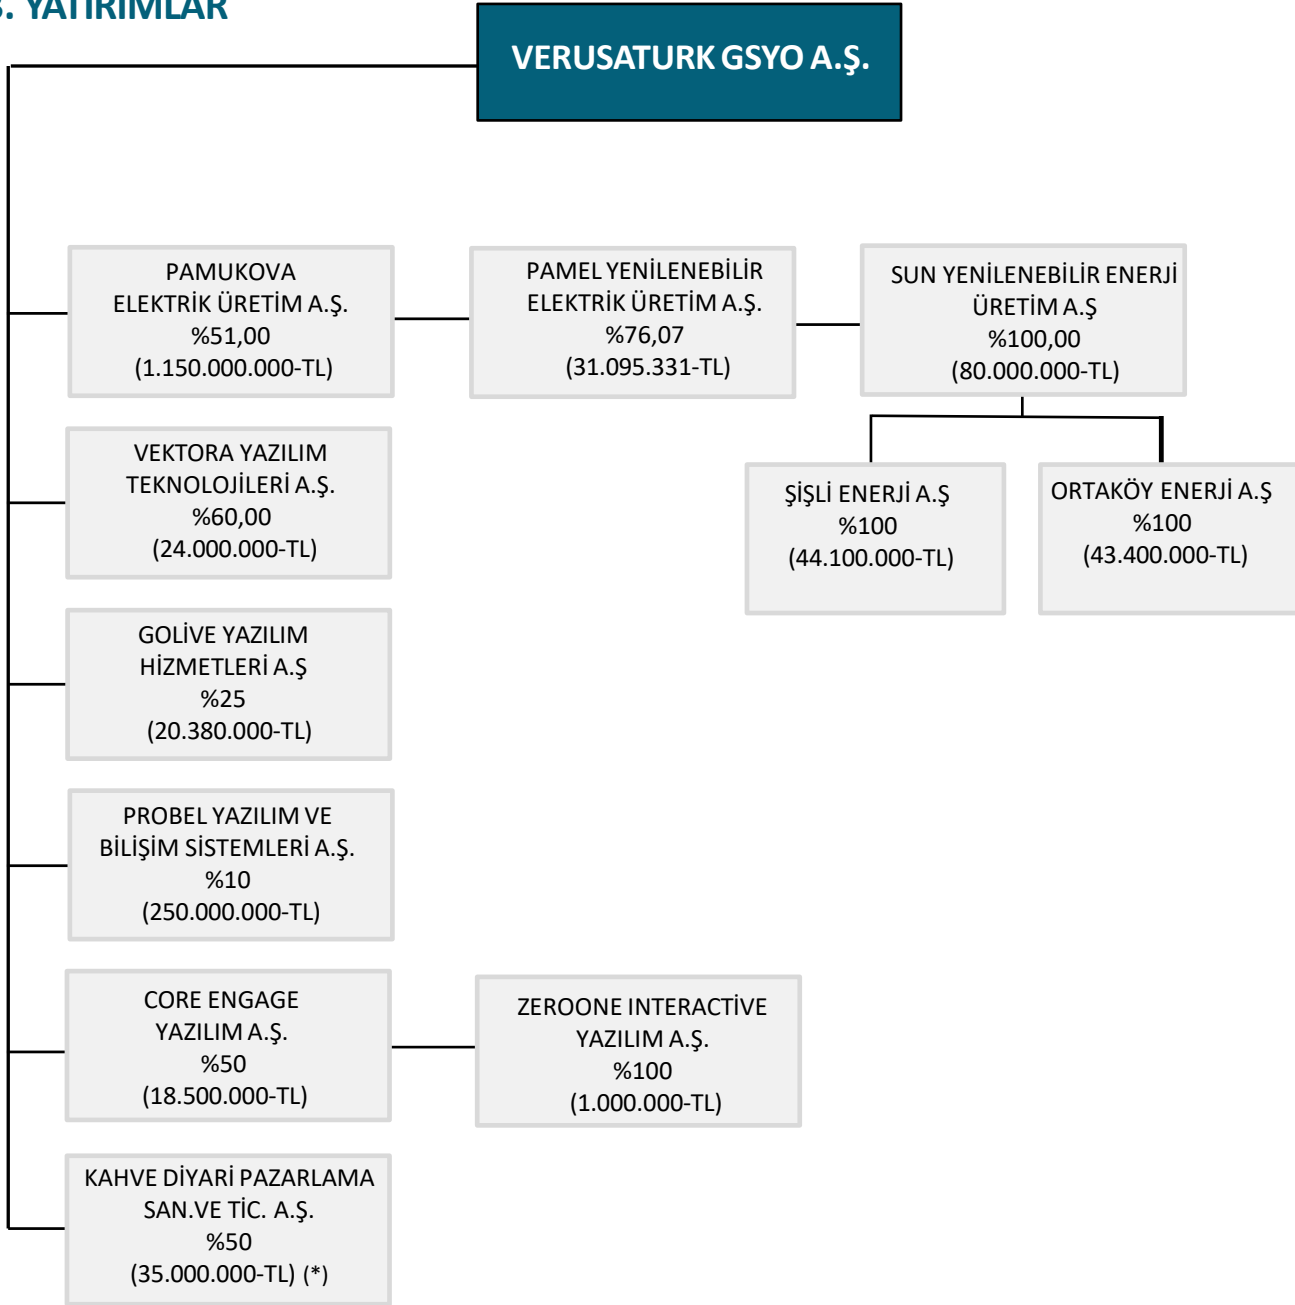 3. YATIRIMLAR
VERUSATURK GSYO A.Ş.
PAMUKOVA
ELEKTRİK ÜRETİM A.Ş.
%51,00
(1.150.000.000-TL)
PAMEL YENİLENEBİLİR
ELEKTRİK ÜRETİM A.Ş.
%76,07
(31.095.331-TL)
SUN YENİLENEBİLİR ENERJİ
ÜRETİM A.Ş
%100,00
(80.000.000-TL)
VEKTORA YAZILIM
TEKNOLOJİLERİ A.Ş.
%60,00
(24.000.000-TL)
ŞİŞLİ ENERJİ A.Ş
%100
(44.100.000-TL)
ORTAKÖY ENERJİ A.Ş
%100
(43.400.000-TL)
GOLİVE YAZILIM
HİZMETLERİ A.Ş
%25
(20.380.000-TL)
PROBEL YAZILIM VE
BİLİŞİM SİSTEMLERİ A.Ş.
%10
(250.000.000-TL)
CORE ENGAGE
YAZILIM A.Ş.
%50
(18.500.000-TL)
ZEROONE INTERACTİVE
YAZILIM A.Ş.
%100
(1.000.000-TL)
KAHVE DİYARİ PAZARLAMA
SAN.VE TİC. A.Ş.
%50
(35.000.000-TL) (*)